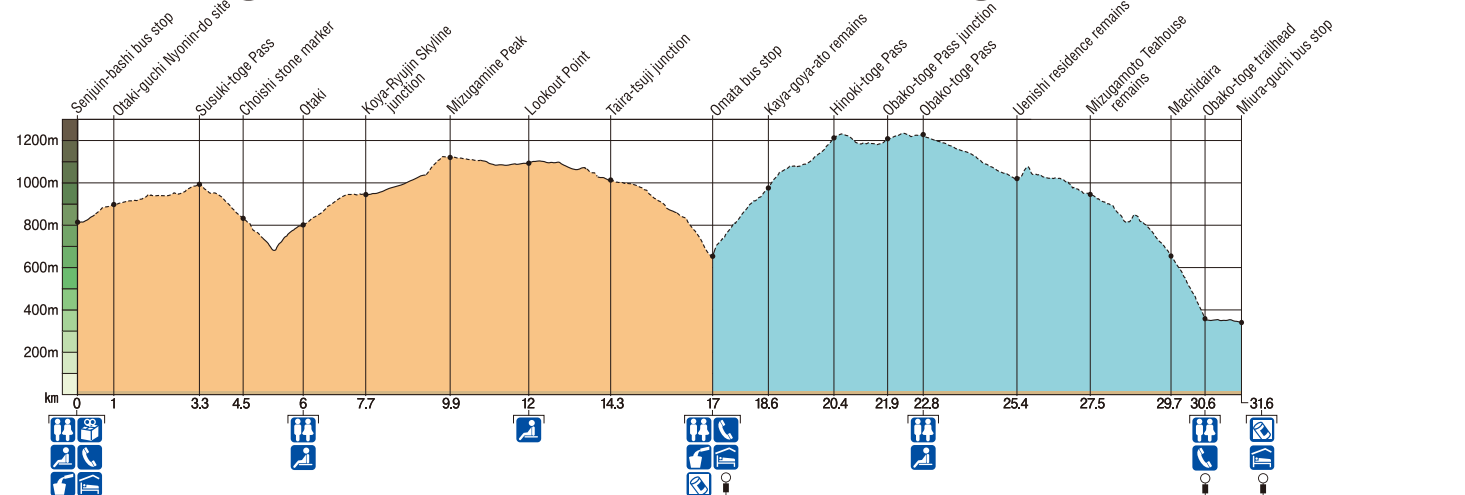 Senjuin-bashi bus stop
Otaki-guchi Nyonin-do site
Susuki-toge Pass
Choishi stone marker
Otaki
Koya-Ryujin Skyline
junction
Mizugamine Peak
Lookout Point
Taira-tsuji junction
Omata bus stop
Kaya-goya-ato remains
Hinoki-toge Pass
Obako-toge Pass junction
Obako-toge Pass
Uenishi residence remains
Mizugamoto Teahouse
remains
Machidaira
Obako-toge trailhead
Miura-guchi bus stop
1200m
1000m
800m
600m
400m
200m
km 0 1 3.3 4.5 6 7.7 9.9 12 14.3 17 18.6 20.4 21.9 22.8 25.4 27.5 29.7 30.6 31.6